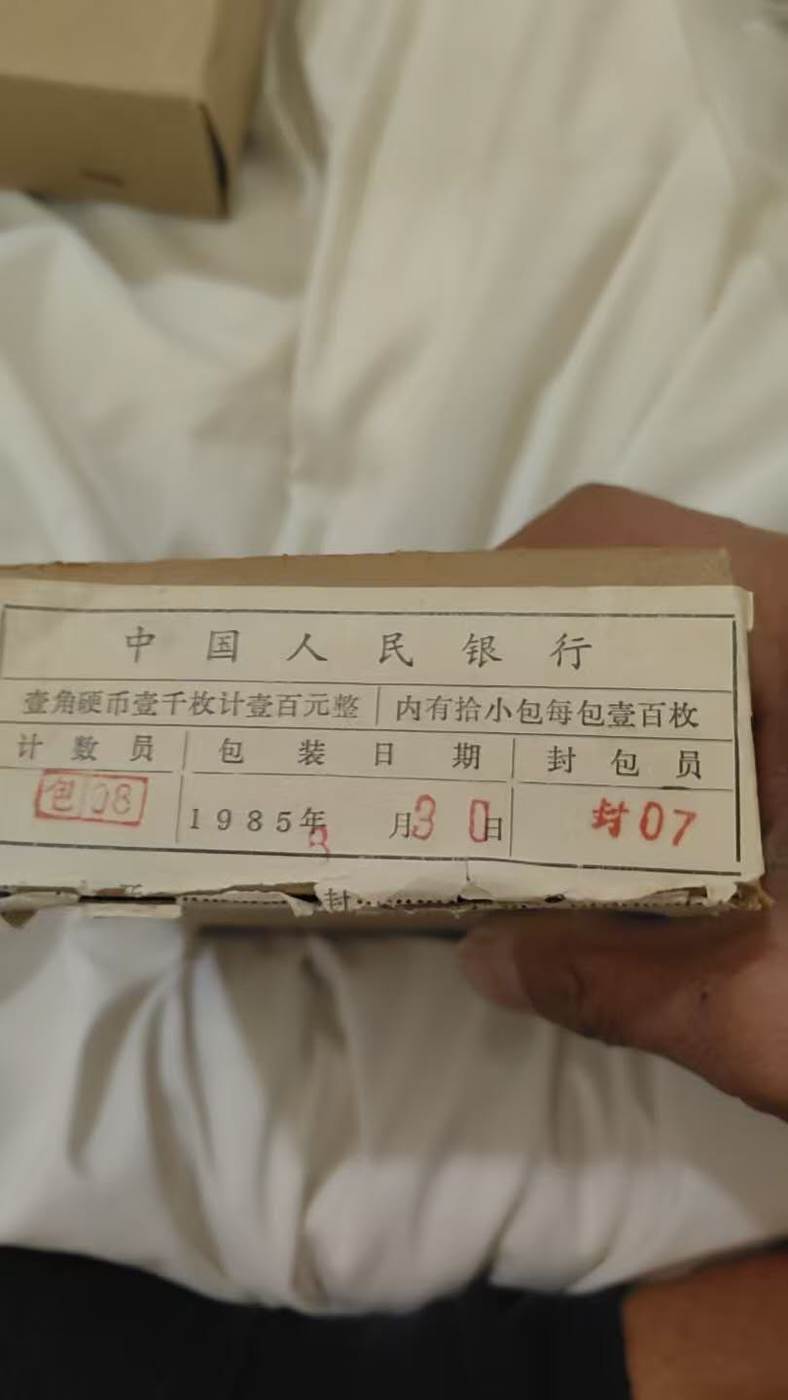 中国人民银行
壹角硬币壹千枚计壹百元整 内有拾小包每包壹百枚
计数员 包装日期 封包员
包08 1985年3月30日 封07
封